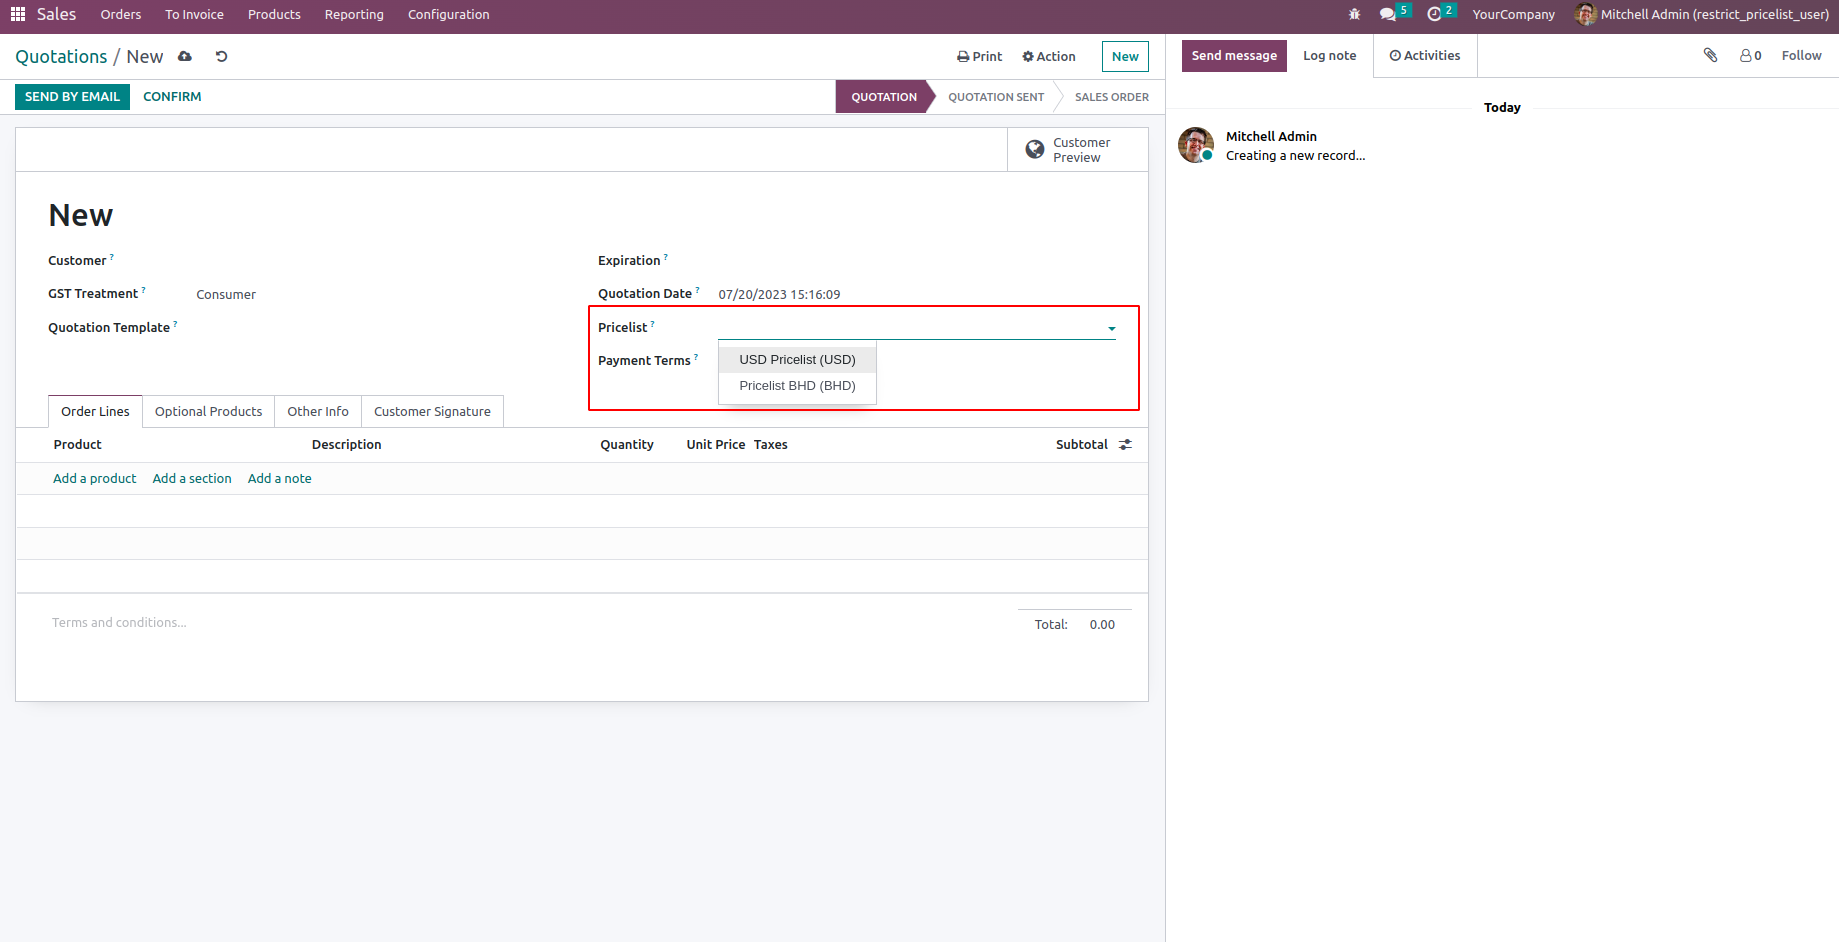 Sales Orders To Invoice Products Reporting Configuration 5 2 YourCompany Mitchell Admin (restrict_pricelist_user)
Quotations / New Print Action New
SEND BY EMAIL CONFIRM QUOTATION QUOTATION SENT SALES ORDER
Customer
Preview
New
Customer ? Expiration ?
GST Treatment ? Consumer Quotation Date ? 07/20/2023 15:16:09
Quotation Template ? Pricelist ?
Payment Terms ? USD Pricelist (USD)
Pricelist BHD (BHD)
Order Lines Optional Products Other Info Customer Signature
Product Description Quantity Unit Price Taxes Subtotal
Add a product Add a section Add a note
Terms and conditions...
Total: 0.00
Send message Log note Activities 0 Follow
Today
Mitchell Admin
Creating a new record...